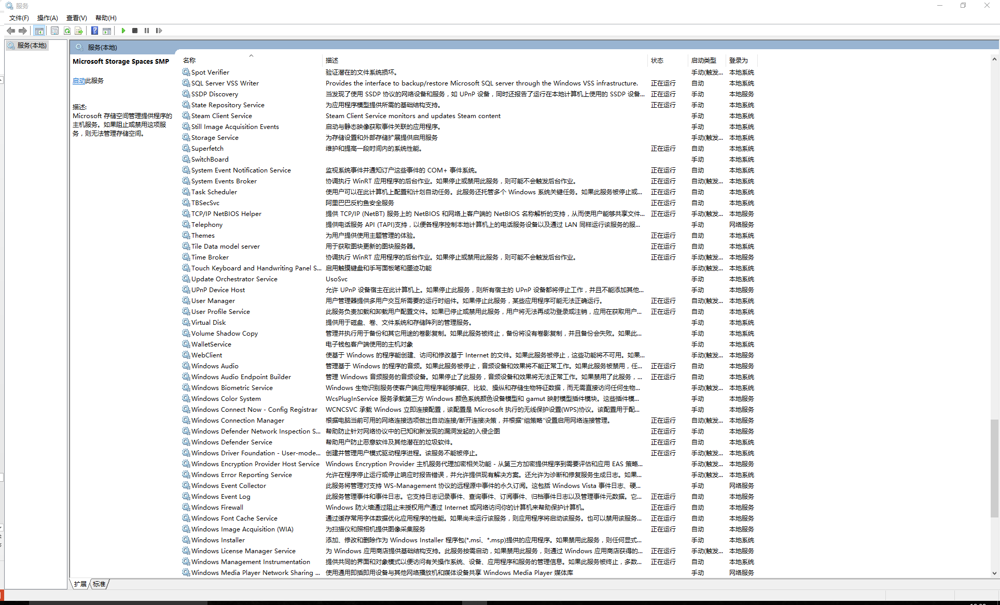 服务
文件(F) 操作(A) 查看(V) 帮助(H)
服务(本地)
服务(本地)
Microsoft Storage Spaces SMP
启动此服务
描述:
Microsoft 存储空间管理提供程序的
主机服务。如果阻止或禁用这项服
务，则无法管理存储空间。
名称 描述 状态 启动类型 登录为
Spot Verifier 验证潜在的文件系统损坏。 手动(触发... 本地系统
SQL Server VSS Writer Provides the interface to backup/restore Microsoft SQL server through the Windows VSS infrastructure. 正在运行 自动 本地系统
SSDP Discovery 当发现了使用 SSDP 协议的网络设备和服务，如 UPnP 设备，同时还报告了运行在本地计算机上使用的 SSDP 设备... 正在运行 手动 本地服务
State Repository Service 为应用程序模型提供所需的基础结构支持。 正在运行 手动 本地系统
Steam Client Service Steam Client Service monitors and updates Steam content 手动 本地系统
Still Image Acquisition Events 启动与静态映像获取事件关联的应用程序。 手动 本地系统
Storage Service 为存储设置和外部存储扩展提供启用服务 手动(触发... 本地系统
Superfetch 维护和提高一段时间内的系统性能。 正在运行 自动 本地系统
SwitchBoard 手动 本地系统
System Event Notification Service 监视系统事件并通知订户这些事件的 COM+ 事件系统。 正在运行 自动 本地系统
System Events Broker 协调执行 WinRT 应用程序的后台作业。如果停止或禁用此服务，则可能不会触发后台作业。 正在运行 自动(触发... 本地系统
Task Scheduler 使用户可以在此计算机上配置和计划自动任务。此服务还托管多个 Windows 系统关键任务。如果此服务被停止或... 正在运行 自动 本地系统
TBSecSvc 阿里巴巴反钓鱼安全服务 正在运行 自动 本地系统
TCP/IP NetBIOS Helper 提供 TCP/IP (NetBT) 服务上的 NetBIOS 和网络上客户端的 NetBIOS 名称解析的支持，从而使用户能够共享文件... 正在运行 手动(触发... 本地服务
Telephony 提供电话服务 API (TAPI)支持，以便各程序控制本地计算机上的电话服务设备以及通过 LAN 同样运行该服务的服... 手动 网络服务
Themes 为用户提供使用主题管理的体验。 正在运行 自动 本地系统
Tile Data model server 用于获取图块更新的图块服务器。 正在运行 自动 本地系统
Time Broker 协调执行 WinRT 应用程序的后台作业。如果停止或禁用此服务，则可能不会触发后台作业。 正在运行 手动(触发... 本地服务
Touch Keyboard and Handwriting Panel S... 启用触摸键盘和手写面板笔和墨迹功能 手动(触发... 本地系统
Update Orchestrator Service UsoSvc 手动 本地系统
UPnP Device Host 允许 UPnP 设备宿主在此计算机上。如果停止此服务，则所有宿主的 UPnP 设备都将停止工作，并且不能添加其他... 手动 本地服务
User Manager 用户管理器提供多用户交互所需要的运行时组件。如果停止此服务，某些应用程序可能无法正确运行。 正在运行 自动(触发... 本地系统
User Profile Service 此服务负责加载和卸载用户配置文件。如果已停止或禁用此服务，用户将无法再成功登录或注销，应用在获取用户... 正在运行 自动 本地系统
Virtual Disk 提供用于磁盘、卷、文件系统和存储阵列的管理服务。 手动 本地系统
Volume Shadow Copy 管理并执行用于备份和其它用途的卷影复制。如果此服务被终止，备份将没有卷影复制，并且备份会失败。如果此... 手动 本地系统
WalletService 电子钱包客户端使用的主机对象 手动 本地系统
WebClient 使基于 Windows 的程序能创建、访问和修改基于 Internet 的文件。如果此服务被停止，这些功能将不可用。如果... 手动(触发... 本地服务
Windows Audio 管理基于 Windows 的程序的音频。如果此服务被停止，音频设备和效果将不能正常工作。如果此服务被禁用，任... 正在运行 自动 本地服务
Windows Audio Endpoint Builder 管理 Windows 音频服务的音频设备。如果停止了此服务，音频设备和效果将无法正常工作。如果禁用了此服务，... 正在运行 自动 本地系统
Windows Biometric Service Windows 生物识别服务使客户端应用程序能够捕获、比较、操纵和存储生物特征数据，而无需直接访问任何生物... 手动(触发... 本地系统
Windows Color System WcsPlugInService 服务承载第三方 Windows 颜色系统颜色设备模型和 gamut 映射模型插件模块。这些插件模... 手动 本地服务
Windows Connect Now - Config Registrar WCNCSVC 承载 Windows 立即连接配置，该配置是 Microsoft 执行的无线保护设置(WPS)协议。该配置用于配... 手动 本地服务
Windows Connection Manager 根据电脑当前可用的网络连接选项做出自动连接/断开连接决策，并根据"组策略"设置启用网络连接管理。 正在运行 自动(触发... 本地服务
Windows Defender Network Inspection S... 帮助防止针对网络协议中的已知和新发现的漏洞发起的入侵企图 正在运行 手动 本地服务
Windows Defender Service 帮助用户防止恶意软件及其他潜在的垃圾软件。 正在运行 自动 本地系统
Windows Driver Foundation - User-mode... 创建并管理用户模式驱动程序进程。该服务不能被停止。 正在运行 手动(触发... 本地系统
Windows Encryption Provider Host Service Windows Encryption Provider 主机服务代理加密相关功能 - 从第三方加密提供程序到需要评估和应用 EAS 策略... 手动(触发... 本地服务
Windows Error Reporting Service 允许在程序停止运行或停止响应时报告错误，并允许提供现有解决方案。还允许为诊断和修复服务生成日志。如果... 手动(触发... 本地系统
Windows Event Collector 此服务将管理对支持 WS-Management 协议的远程源中事件的永久订阅。这包括 Windows Vista 事件日志、硬... 手动 网络服务
Windows Event Log 此服务管理事件和事件日志。它支持日志记录事件、查询事件、订阅事件、归档事件日志以及管理事件元数据。它... 正在运行 自动 本地服务
Windows Firewall Windows 防火墙通过阻止未授权用户通过 Internet 或网络访问你的计算机来帮助保护计算机。 正在运行 自动 本地服务
Windows Font Cache Service 通过缓存常用字体数据优化应用程序的性能。如果尚未运行该服务，则应用程序将启动该服务。也可以禁用该服务... 正在运行 自动 本地服务
Windows Image Acquisition (WIA) 为扫描仪和照相机提供图像采集服务 正在运行 自动 本地服务
Windows Installer 添加、修改和删除作为 Windows Installer 程序包(*.msi、*.msp)提供的应用程序。如果禁用此服务，则任何显式... 手动 本地系统
Windows License Manager Service 为 Windows 应用商店提供基础结构支持。此服务按需启动，如果禁用此服务，则通过 Windows 应用商店获得的... 正在运行 手动(触发... 本地服务
Windows Management Instrumentation 提供共同的界面和对象模式以便访问有关操作系统、设备、应用程序和服务的管理信息。如果此服务被终止，多数... 正在运行 自动 本地系统
Windows Media Player Network Sharing ... 使用通用即插即用设备与其他网络播放机和媒体设备共享 Windows Media Player 媒体库 手动 网络服务
扩展 标准